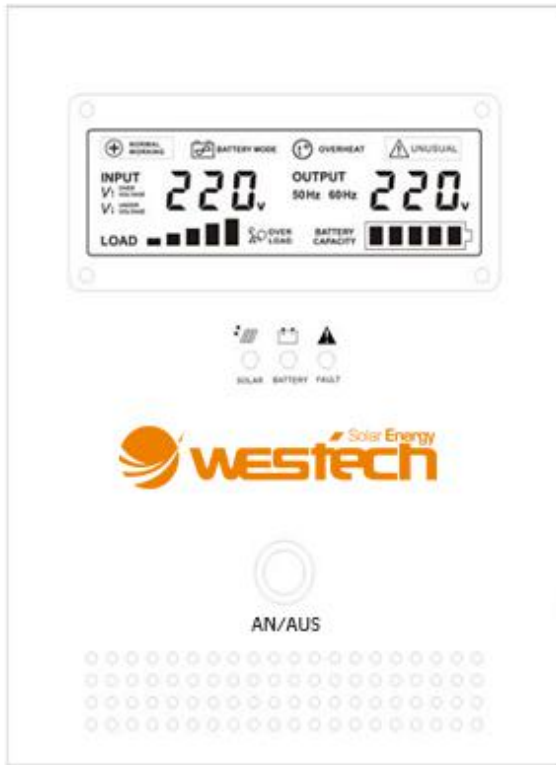 NORMAL WORKING BATTERY MODE OVERHEAT UNUSUAL
INPUT 220v OUTPUT 220v
V↑ OVER VOLTAGE 50Hz 60Hz
V↓ UNDER VOLTAGE
LOAD OVER LOAD BATTERY CAPACITY
SOLAR BATTERY FAULT
Solar Energy
westech
AN/AUS